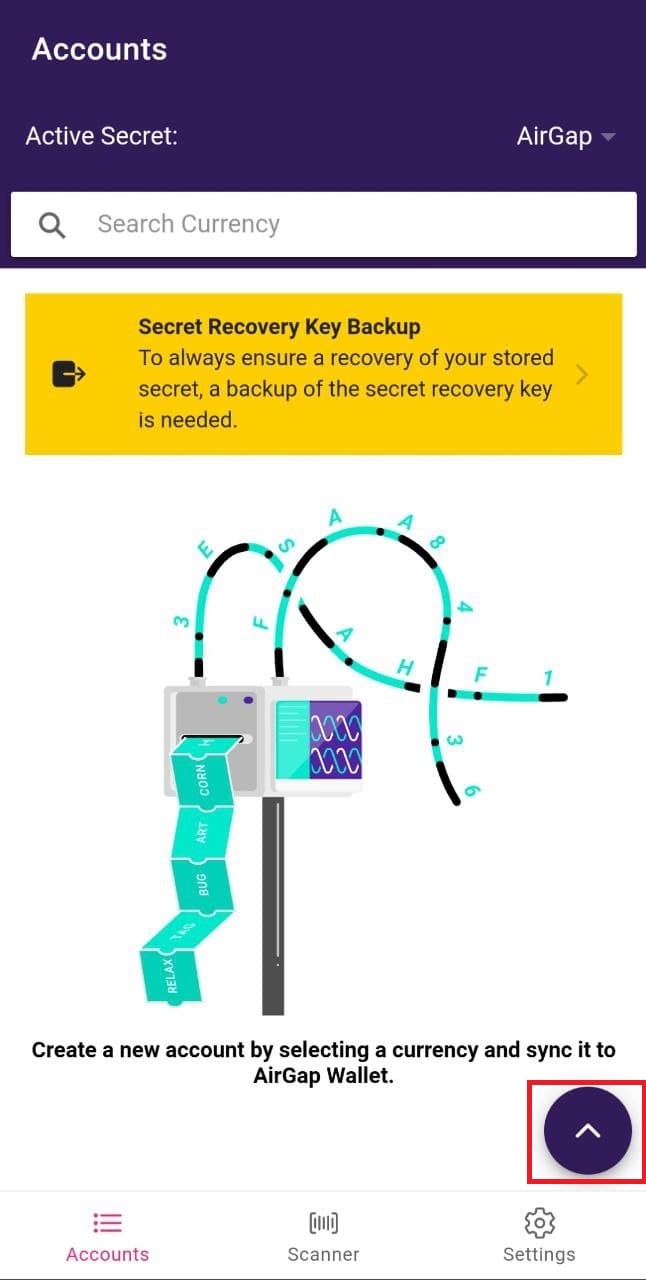 Accounts
Active Secret:
AirGap
Search Currency
Secret Recovery Key Backup
To always ensure a recovery of your stored
secret, a backup of the secret recovery key
is needed.
3 E S
F A A 8 4 3 6
A H F 1
CORN
ART
BUG
TAG
RELAX
Create a new account by selecting a currency and sync it to
AirGap Wallet.
Accounts
Scanner
Settings